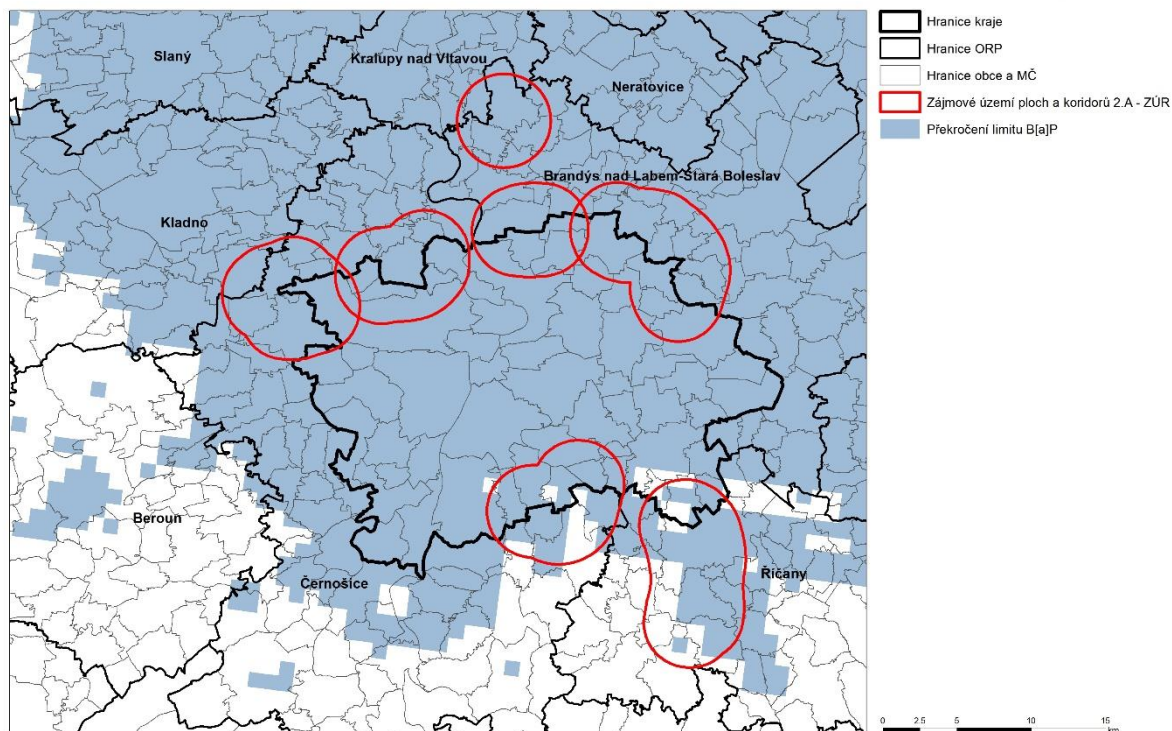 Slaný
Kralupy nad Vltavou
Neratovice
Brandýs nad Labem-Stará Boleslav
Kladno
Beroun
Černošice
Říčany
Hranice kraje
Hranice ORP
Hranice obce a MČ
Zájmové území ploch a koridorů 2.A - ZÚR
Překročení limitu B[a]P
0 2.5 5 10 15
km